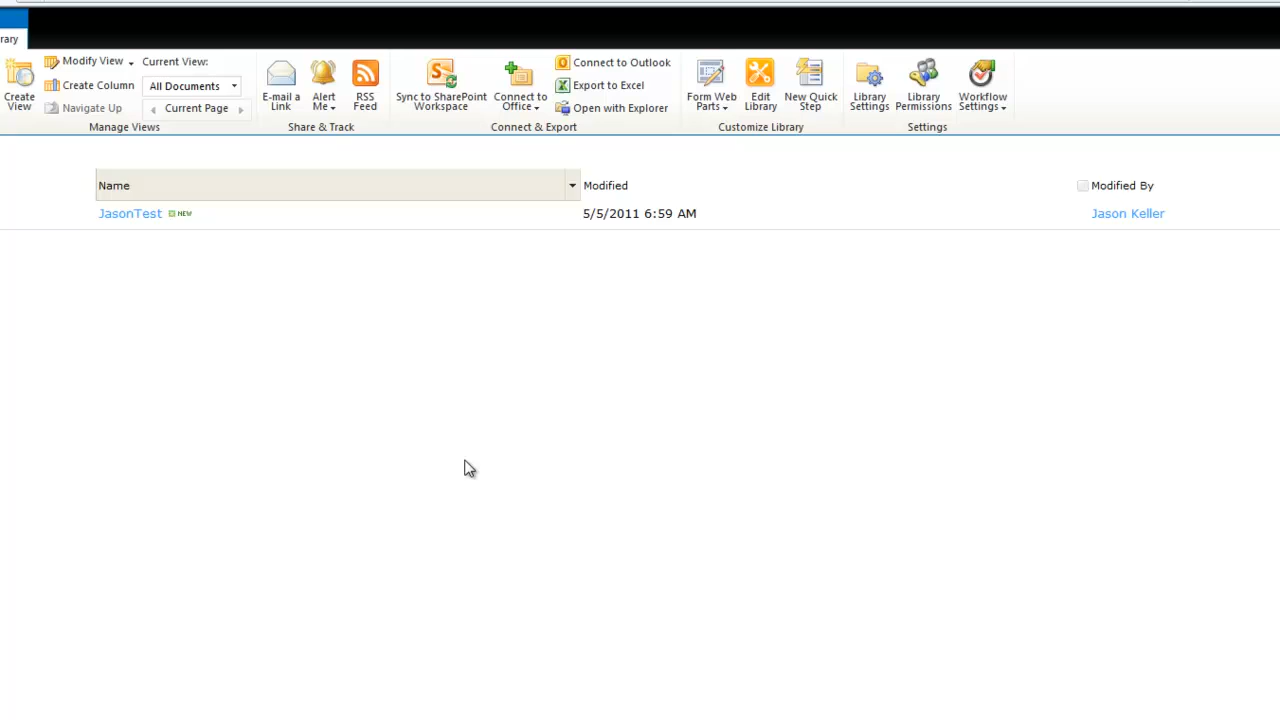 rary
Create
View
Modify View
Create Column
Navigate Up
Current View:
All Documents
Current Page
Manage Views
E-mail a
Link
Alert
Me
RSS
Feed
Share & Track
Sync to SharePoint
Workspace
Connect to
Office
Connect to Outlook
Export to Excel
Open with Explorer
Connect & Export
Form Web
Parts
Edit
Library
New Quick
Step
Customize Library
Library
Settings
Library
Permissions
Workflow
Settings
Settings
Name Modified Modified By
JasonTest NEW 5/5/2011 6:59 AM Jason Keller